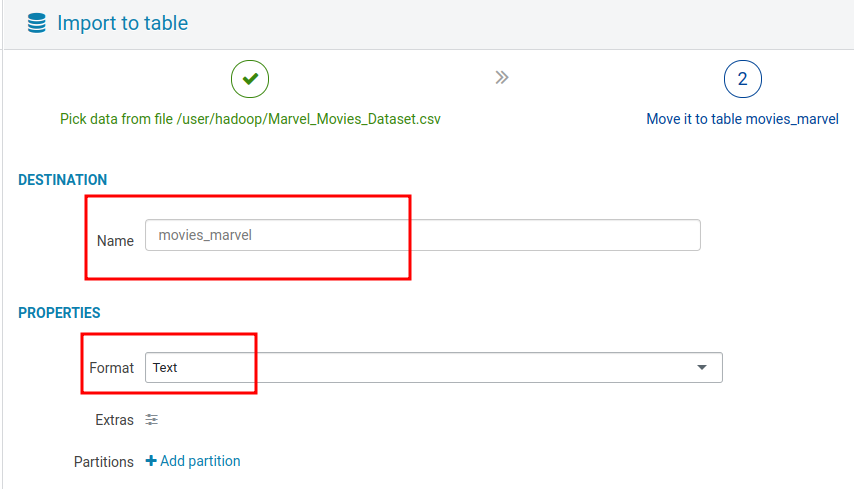 Import to table
2
Pick data from file /user/hadoop/Marvel_Movies_Dataset.csv
Move it to table movies_marvel
DESTINATION
Name movies_marvel
PROPERTIES
Format Text
Extras
Partitions Add partition